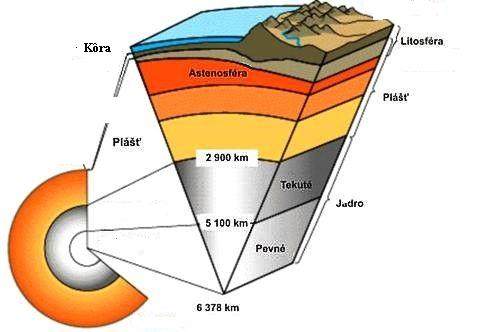 Kôra
Litosféra
Astenosféra
Plášť
Plášť
2 900 km
Tekuté
Jadro
5 100 km
Pevné
6 378 km